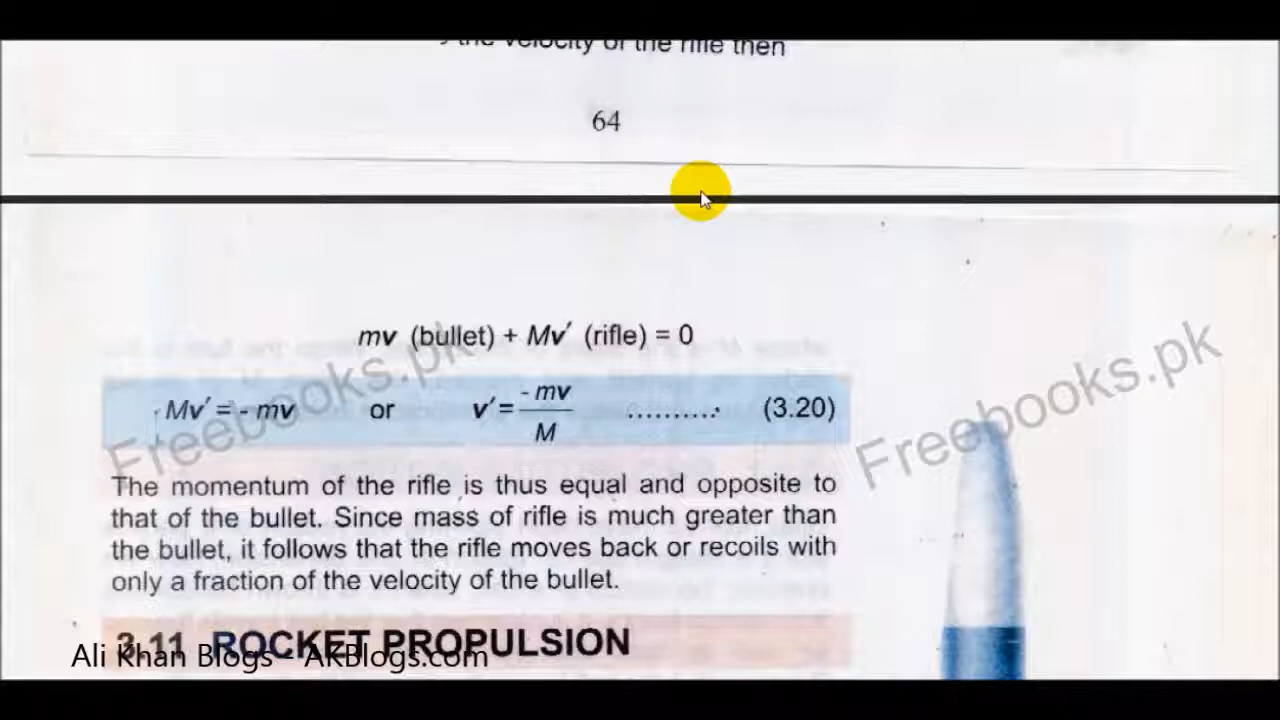 the velocity of the rifle then
64
mv (bullet) + Mv′ (rifle) = 0
Mv′ = - mv or v′ = - mv / M .......... (3.20)
The momentum of the rifle is thus equal and opposite to
that of the bullet. Since mass of rifle is much greater than
the bullet, it follows that the rifle moves back or recoils with
only a fraction of the velocity of the bullet.
3.11 ROCKET PROPULSION
Ali Khan Blogs - AKBlogs.com
Freebooks.pk
Freebooks.pk